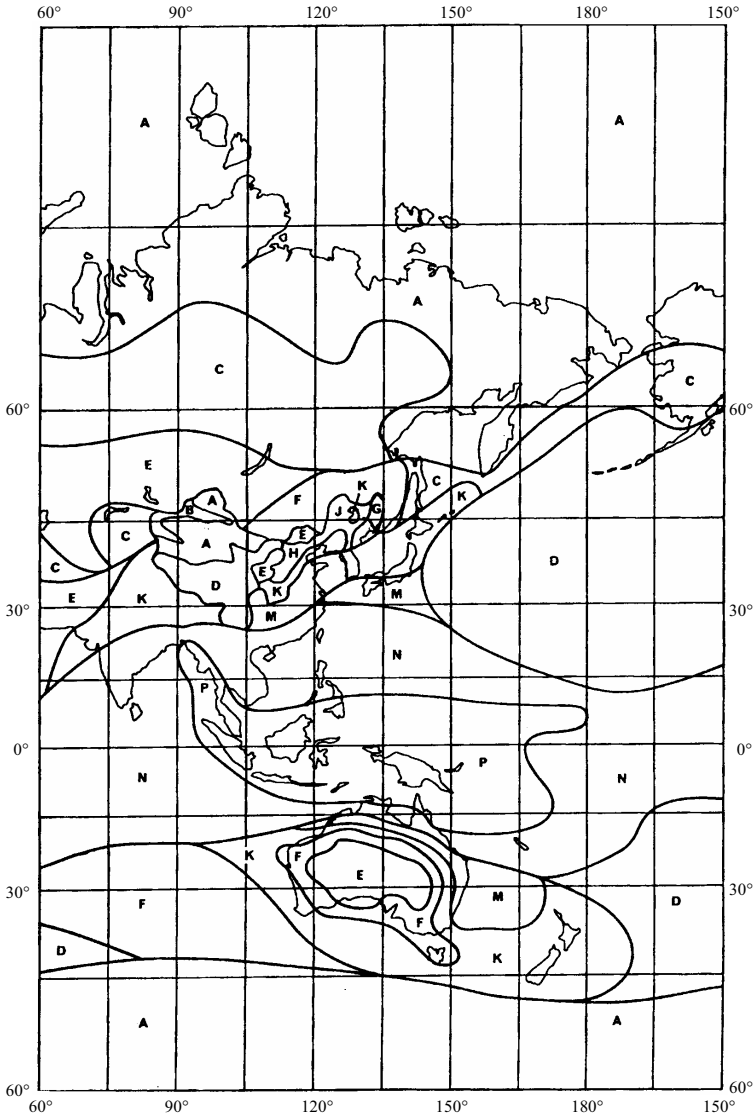 60° 90° 120° 150° 180° 150°
A A
A
C C
60° 60°
E K C
F K
A
B J G
C E
A H D
C E
D
E K K M
30° M 30°
N
P
0° P 0°
N N
K F
E
30° M 30°
F F D
D K
A A
60° 60°
60° 90° 120° 150° 180° 150°